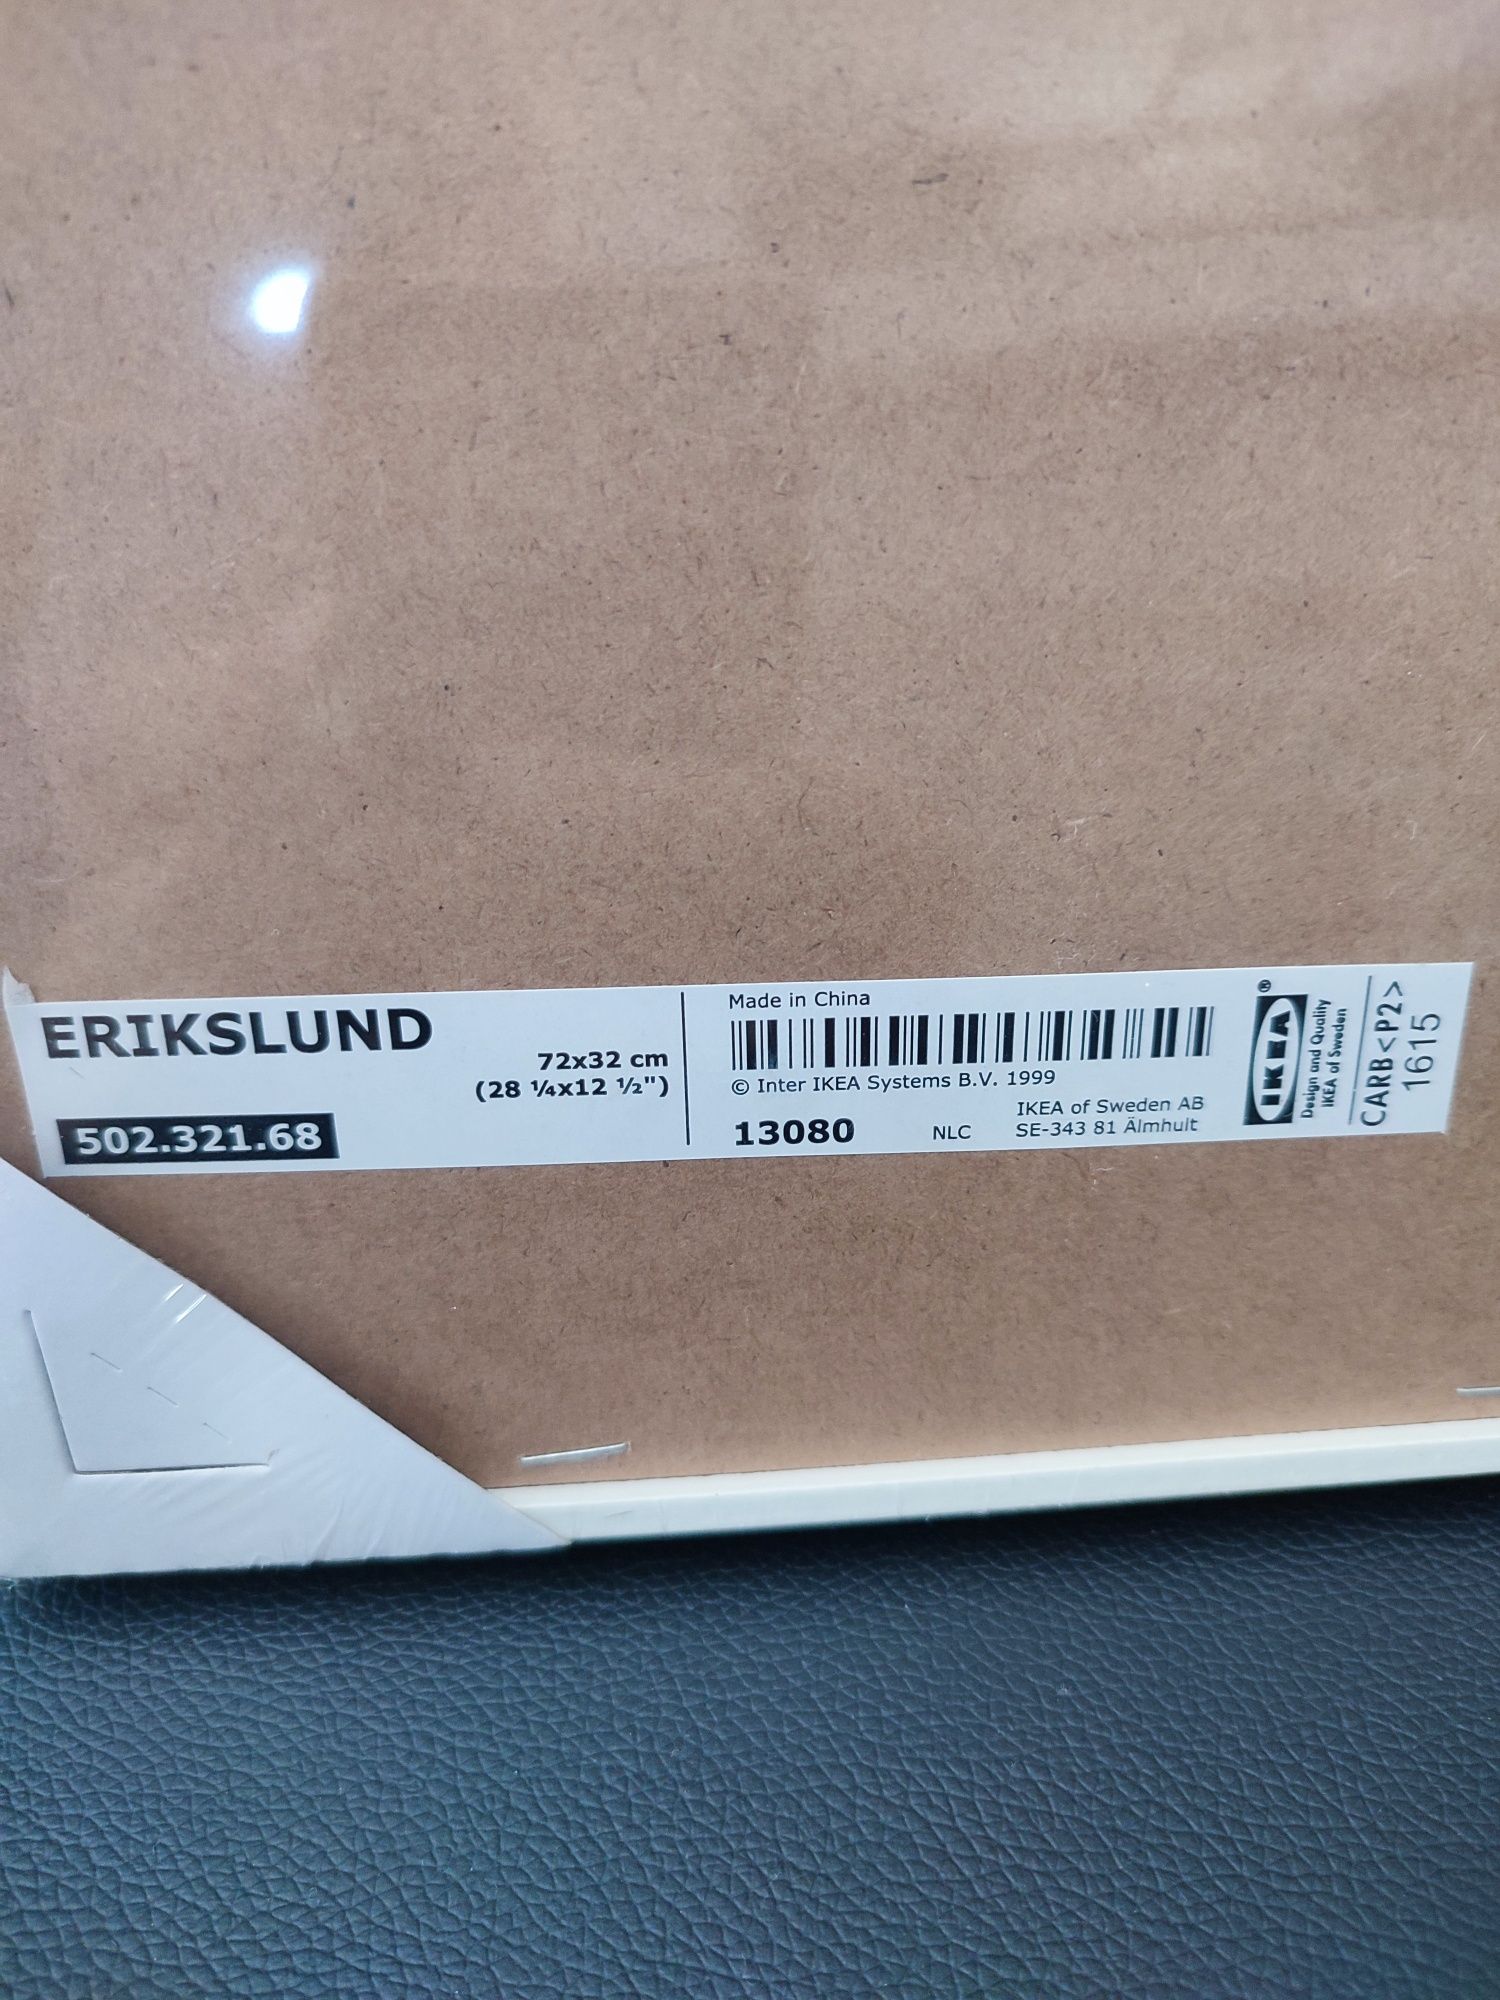 ERIKSLUND
72x32 cm
(28 ¼x12 ½")
502.321.68
Made in China
© Inter IKEA Systems B.V. 1999
13080
NLC
IKEA of Sweden AB
SE-343 81 Älmhult
IKEA®
Design and Quality
IKEA of Sweden
CARB<P2>
1615